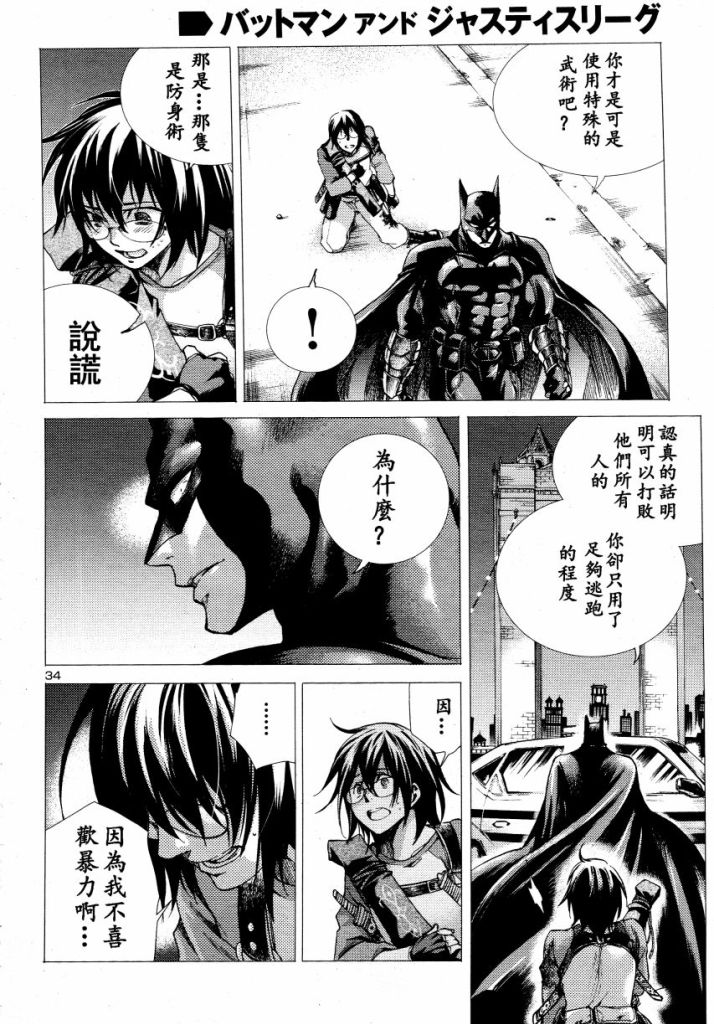 バットマン アンド ジャスティスリーグ
你才是可是
使用特殊的
武術吧？
！
那是…那隻
是防身術
說謊
認真的話明
明可以打敗
他們所有
人的
你卻只用了
足夠逃跑
的程度
為什麼？
34
因…
……
因為我不喜
歡暴力啊…